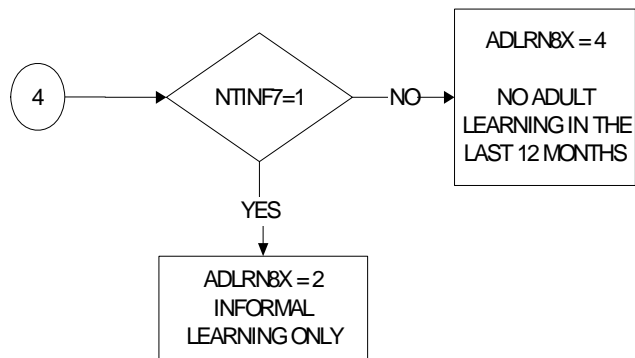 4
NTINF7=1
NO
ADLRN8X = 4
NO ADULT
LEARNING IN THE
LAST 12 MONTHS
YES
ADLRN8X = 2
INFORMAL
LEARNING ONLY